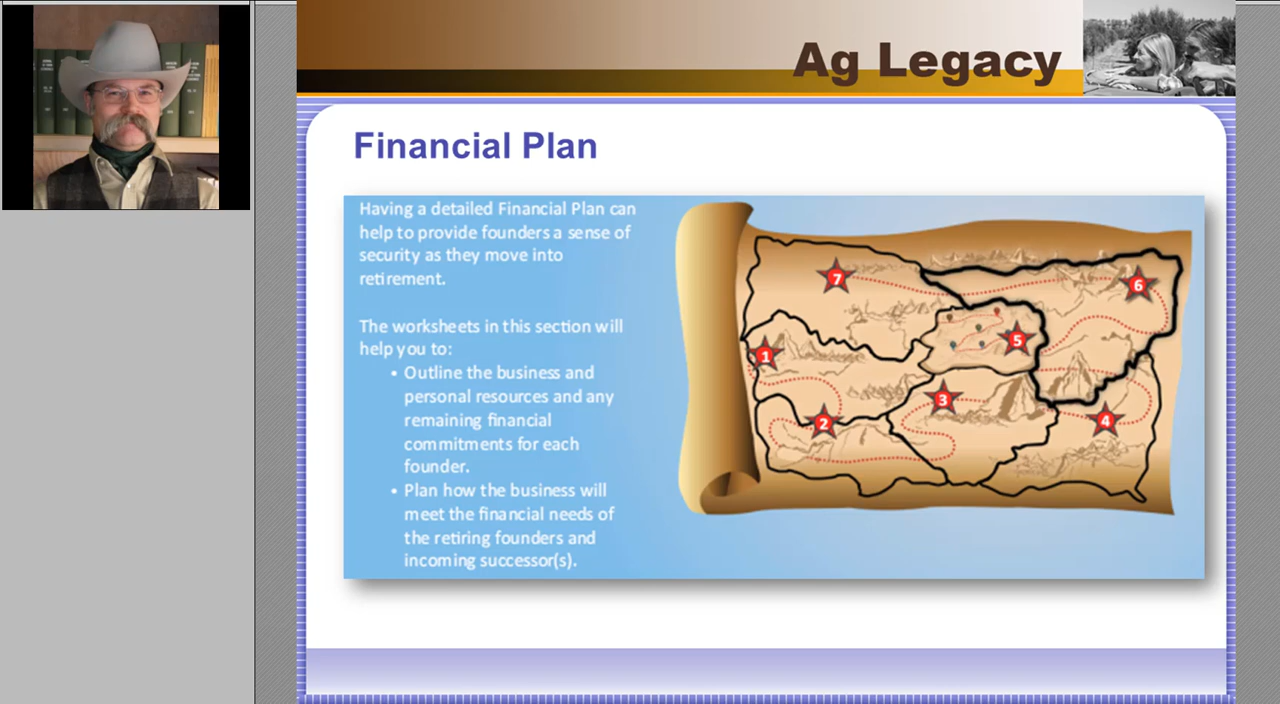 Ag Legacy
Financial Plan
Having a detailed Financial Plan can
help to provide founders a sense of
security as they move into
retirement.
The worksheets in this section will
help you to:
• Outline the business and
personal resources and any
remaining financial
commitments for each
founder.
• Plan how the business will
meet the financial needs of
the retiring founders and
incoming successor(s).
7
6
5
1
3
2
4